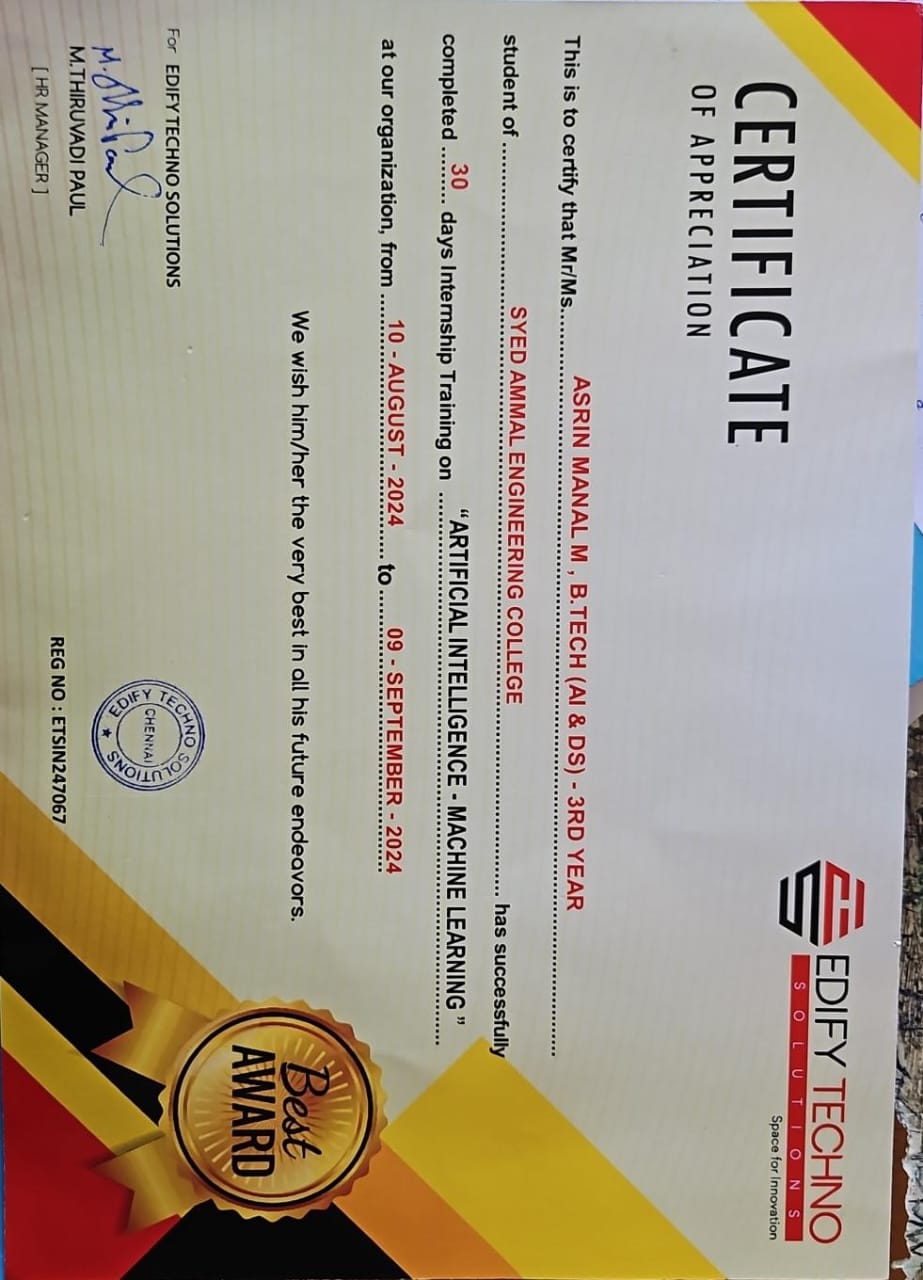 EDIFY TECHNO
SOLUTIONS
Space for Innovation
CERTIFICATE
OF APPRECIATION
This is to certify that Mr/Ms. ASRIN MANAL M , B.TECH (AI & DS) - 3RD YEAR
student of SYED AMMAL ENGINEERING COLLEGE has successfully
completed 30 days Internship Training on "ARTIFICIAL INTELLIGENCE - MACHINE LEARNING "
at our organization, from 10 - AUGUST - 2024 to 09 - SEPTEMBER - 2024
We wish him/her the very best in all his future endeavors.
Best
AWARD
For EDIFY TECHNO SOLUTIONS
M.THIRUVADI PAUL
[ HR MANAGER ]
EDIFY TECHNO SOLUTIONS
CHENNAI
REG NO : ETSIN247067